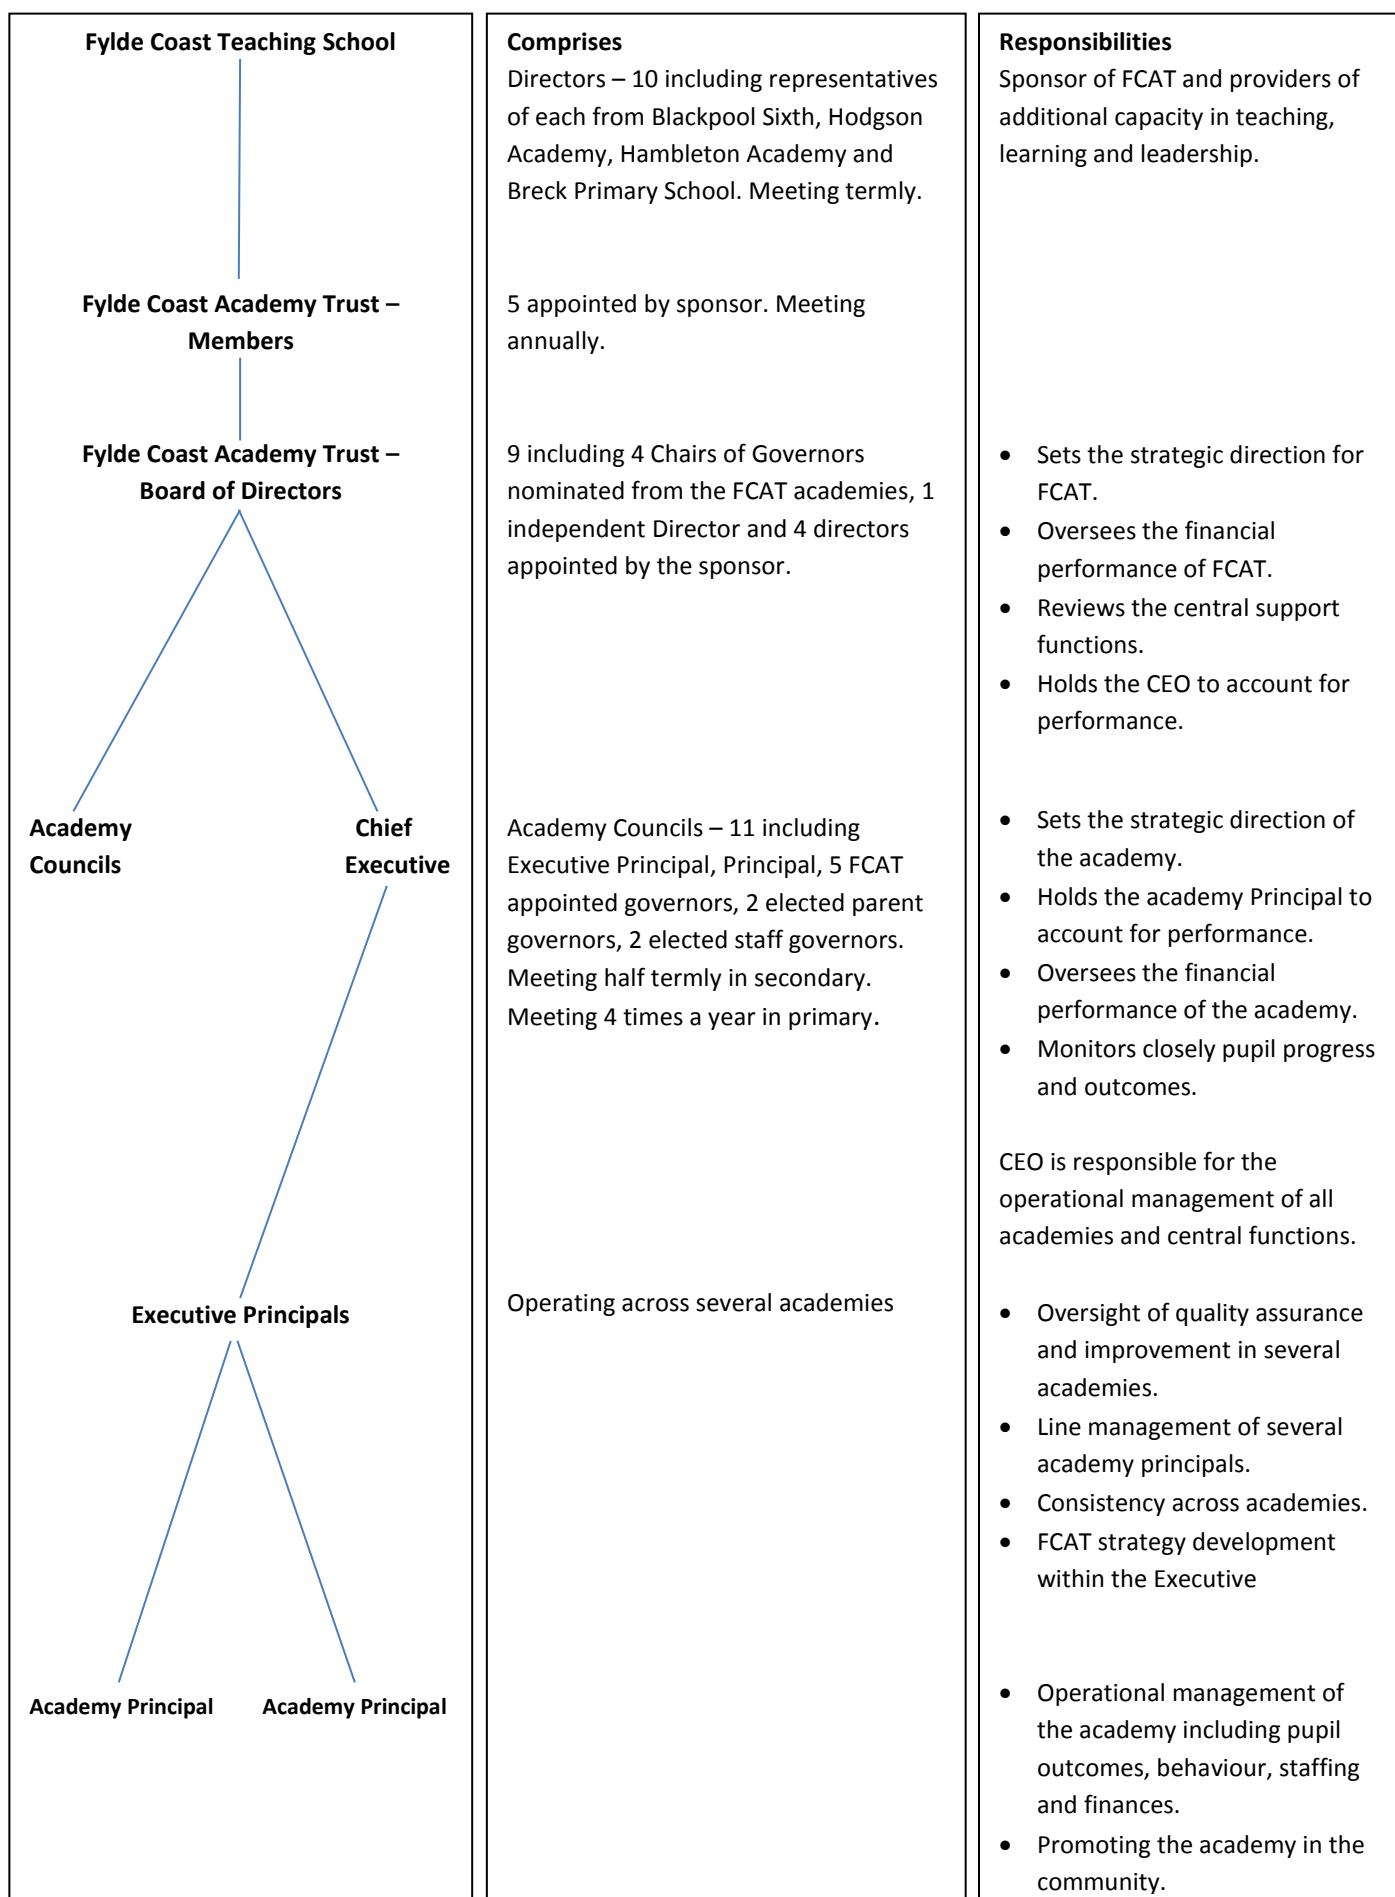 Fylde Coast Teaching School
Fylde Coast Academy Trust –
Members
Fylde Coast Academy Trust –
Board of Directors
Academy
Councils
Chief
Executive
Executive Principals
Academy Principal
Academy Principal
Comprises
Directors – 10 including representatives
of each from Blackpool Sixth, Hodgson
Academy, Hambleton Academy and
Breck Primary School. Meeting termly.
5 appointed by sponsor. Meeting
annually.
9 including 4 Chairs of Governors
nominated from the FCAT academies, 1
independent Director and 4 directors
appointed by the sponsor.
Academy Councils – 11 including
Executive Principal, Principal, 5 FCAT
appointed governors, 2 elected parent
governors, 2 elected staff governors.
Meeting half termly in secondary.
Meeting 4 times a year in primary.
Operating across several academies
Responsibilities
Sponsor of FCAT and providers of
additional capacity in teaching,
learning and leadership.
• Sets the strategic direction for
FCAT.
• Oversees the financial
performance of FCAT.
• Reviews the central support
functions.
• Holds the CEO to account for
performance.
• Sets the strategic direction of
the academy.
• Holds the academy Principal to
account for performance.
• Oversees the financial
performance of the academy.
• Monitors closely pupil progress
and outcomes.
CEO is responsible for the
operational management of all
academies and central functions.
• Oversight of quality assurance
and improvement in several
academies.
• Line management of several
academy principals.
• Consistency across academies.
• FCAT strategy development
within the Executive
• Operational management of
the academy including pupil
outcomes, behaviour, staffing
and finances.
• Promoting the academy in the
community.